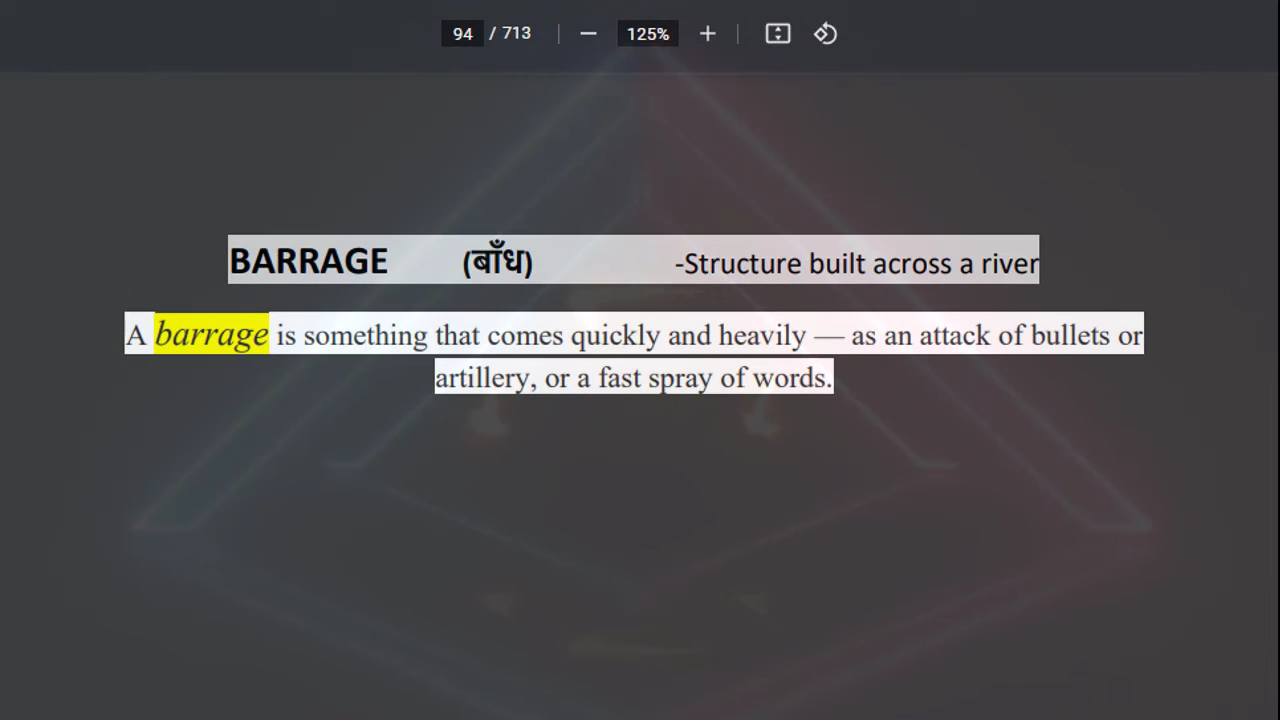 94 / 713 — 125% +
BARRAGE (बाँध) -Structure built across a river
A barrage is something that comes quickly and heavily — as an attack of bullets or
artillery, or a fast spray of words.